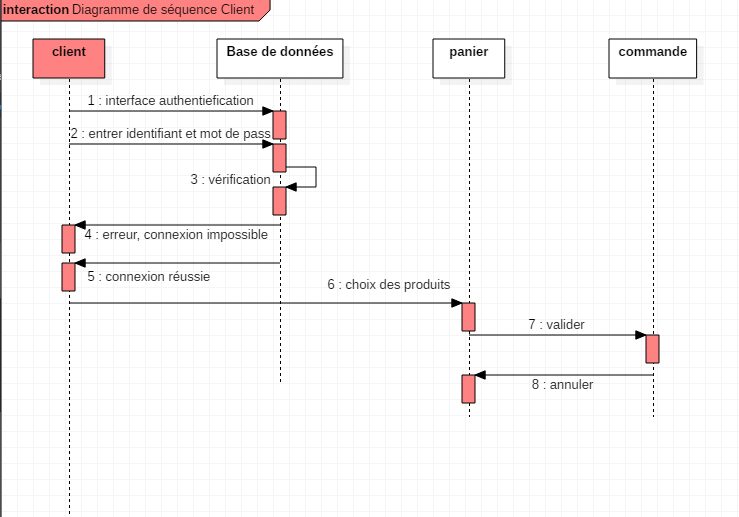 interaction Diagramme de séquence Client
client
Base de données
panier
commande
1 : interface authentiefication
2 : entrer identifiant et mot de pass
3 : vérification
4 : erreur, connexion impossible
5 : connexion réussie
6 : choix des produits
7 : valider
8 : annuler